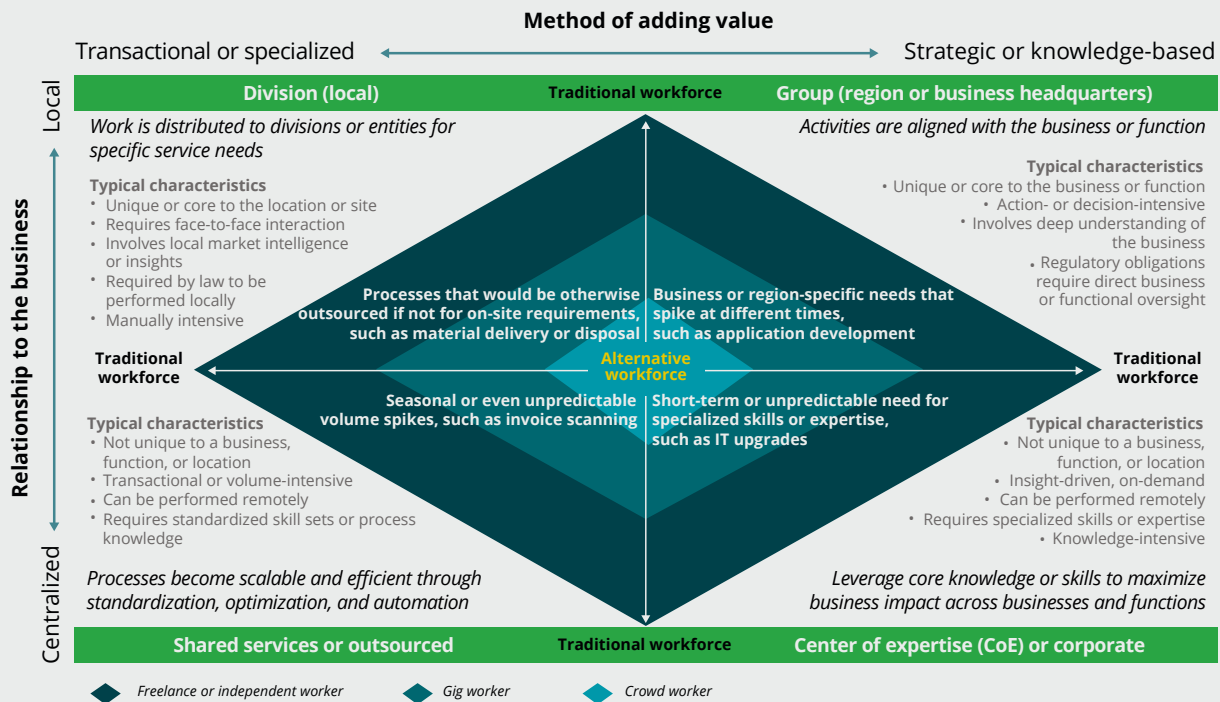 Method of adding value
Transactional or specialized
Strategic or knowledge-based
Relationship to the business
Local
Centralized
Division (local)
Traditional workforce
Group (region or business headquarters)
Work is distributed to divisions or entities for
specific service needs
Typical characteristics
• Unique or core to the location or site
• Requires face-to-face interaction
• Involves local market intelligence
or insights
• Required by law to be
performed locally
• Manually intensive
Activities are aligned with the business or function
Typical characteristics
• Unique or core to the business or function
• Action- or decision-intensive
• Involves deep understanding of
the business
• Regulatory obligations
require direct business
or functional oversight
Processes that would be otherwise
outsourced if not for on-site requirements,
such as material delivery or disposal
Business or region-specific needs that
spike at different times,
such as application development
Traditional
workforce
Alternative
workforce
Traditional
workforce
Seasonal or even unpredictable
volume spikes, such as invoice scanning
Short-term or unpredictable need for
specialized skills or expertise,
such as IT upgrades
Typical characteristics
• Not unique to a business,
function, or location
• Transactional or volume-intensive
• Can be performed remotely
• Requires standardized skill sets or process
knowledge
Processes become scalable and efficient through
standardization, optimization, and automation
Typical characteristics
• Not unique to a business,
function, or location
• Insight-driven, on-demand
• Can be performed remotely
• Requires specialized skills or expertise
• Knowledge-intensive
Leverage core knowledge or skills to maximize
business impact across businesses and functions
Shared services or outsourced
Traditional workforce
Center of expertise (CoE) or corporate
Freelance or independent worker
Gig worker
Crowd worker